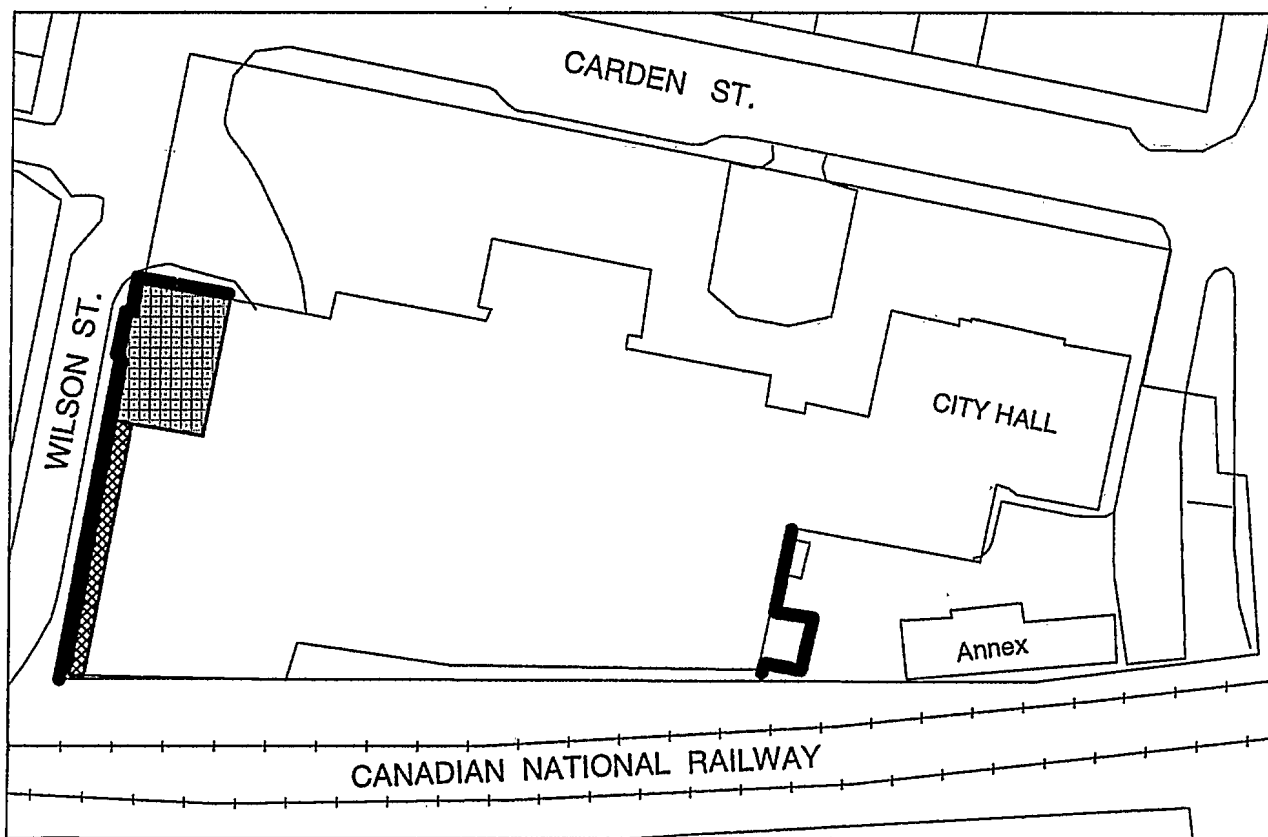 CARDEN ST.
WILSON ST.
CITY HALL
Annex
CANADIAN NATIONAL RAILWAY